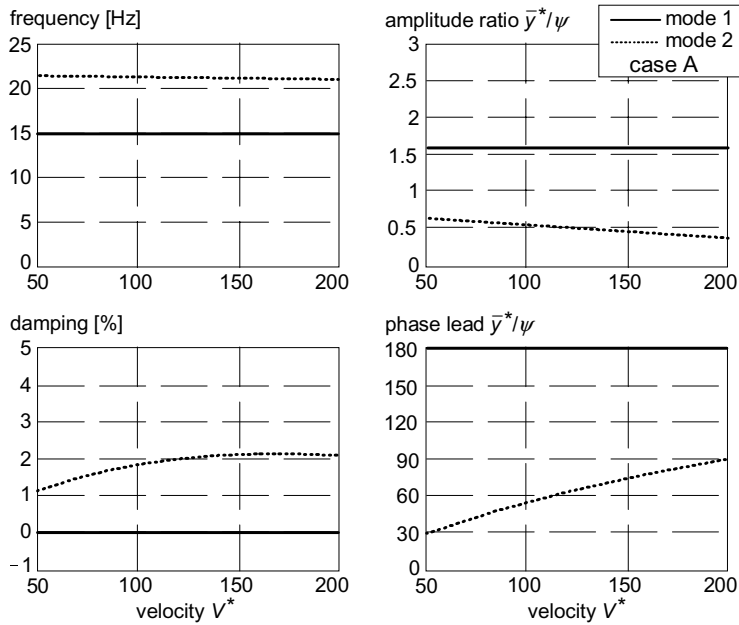 frequency [Hz]
25
20
15
10
5
0
50 100 150 200
amplitude ratio y̅*/ψ
3
2.5
2
1.5
1
0.5
0
50 100 150 200
mode 1
mode 2
case A
damping [%]
5
4
3
2
1
0
−1
50 100 150 200
velocity V*
phase lead y̅*/ψ
180
150
120
90
60
30
0
50 100 150 200
velocity V*